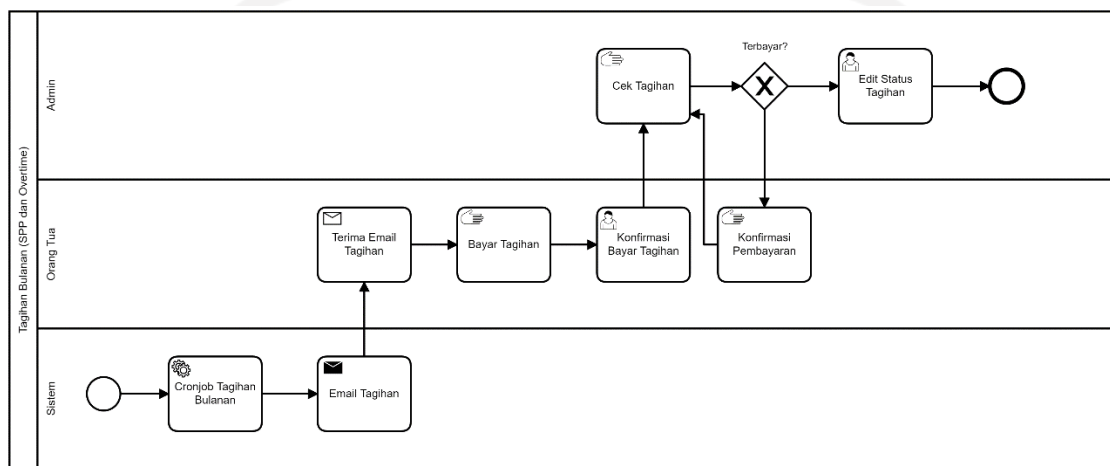 Tagihan Bulanan (SPP dan Overtime)
Admin
Terbayar?
Cek Tagihan
Edit Status
Tagihan
Orang Tua
Terima Email
Tagihan
Bayar Tagihan
Konfirmasi
Bayar Tagihan
Konfirmasi
Pembayaran
Sistem
Cronjob Tagihan
Bulanan
Email Tagihan